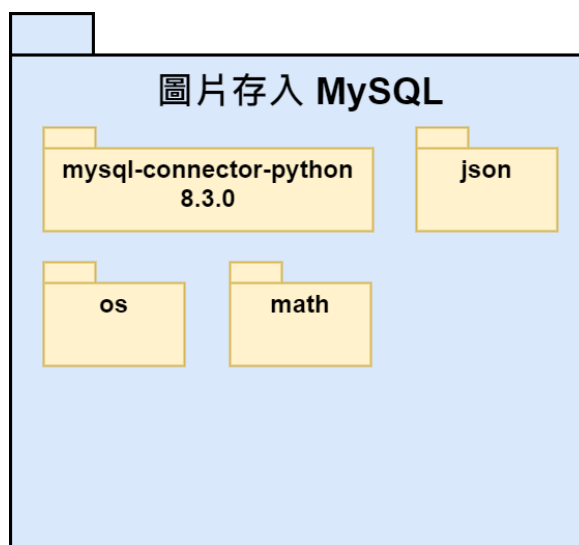 圖片存入 MySQL
mysql-connector-python
8.3.0
json
os
math